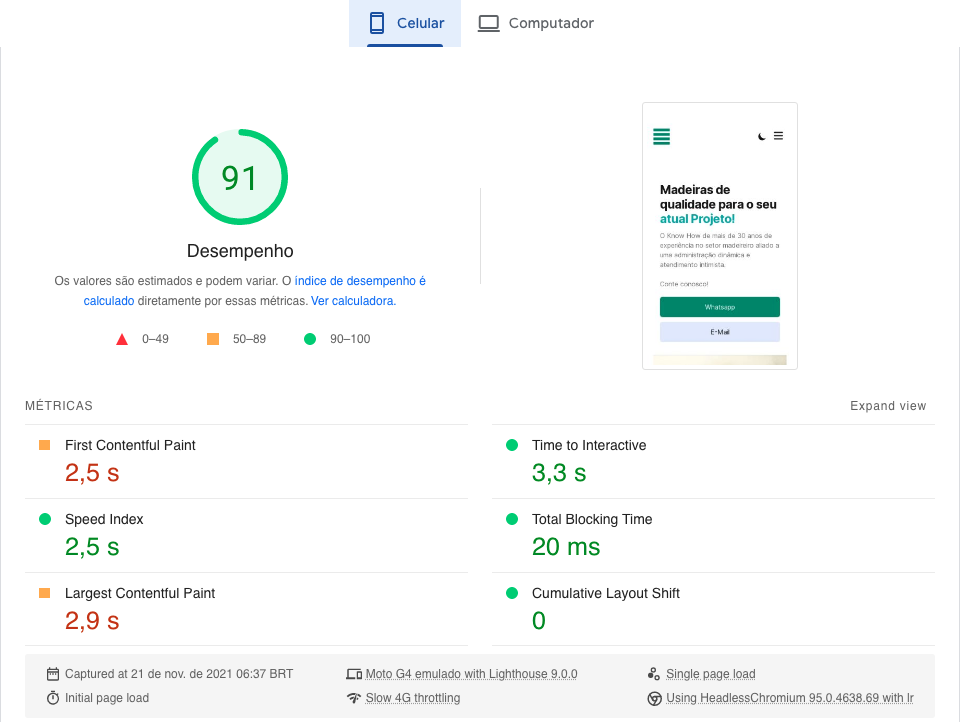 Celular
Computador
91
Desempenho
Os valores são estimados e podem variar. O índice de desempenho é
calculado diretamente por essas métricas. Ver calculadora.
0–49
50–89
90–100
Madeiras de
qualidade para o seu
atual Projeto!
O Know How de mais de 30 anos de
experiência no setor madeireiro aliado a
uma administração dinâmica e
atendimento intimista.
Conte conosco!
Whatsapp
E-Mail
MÉTRICAS
Expand view
First Contentful Paint
2,5 s
Time to Interactive
3,3 s
Speed Index
2,5 s
Total Blocking Time
20 ms
Largest Contentful Paint
2,9 s
Cumulative Layout Shift
0
Captured at 21 de nov. de 2021 06:37 BRT
Moto G4 emulado with Lighthouse 9.0.0
Single page load
Initial page load
Slow 4G throttling
Using HeadlessChromium 95.0.4638.69 with lr